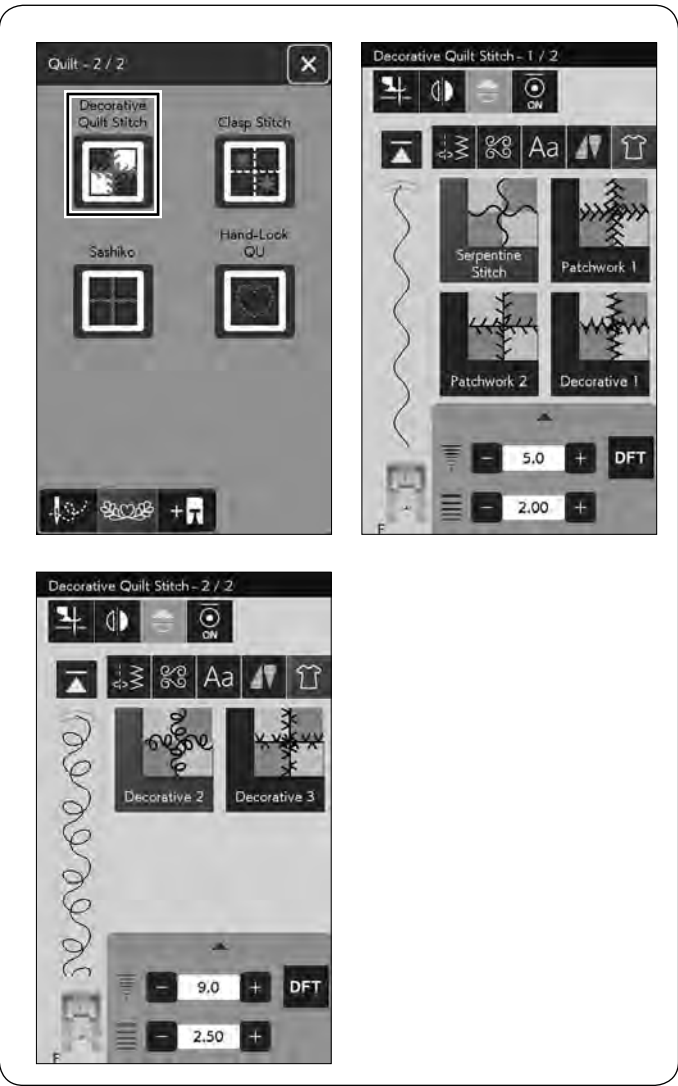 Quilt - 2 / 2
Decorative
Quilt Stitch
Clasp Stitch
Sashiko
Hand-Look
QU
Decorative Quilt Stitch - 1 / 2
ON
Aa
Serpentine
Stitch
Patchwork 1
Patchwork 2
Decorative 1
5.0
DFT
2.00
F
Decorative Quilt Stitch - 2 / 2
ON
Aa
Decorative 2
Decorative 3
9.0
DFT
2.50
F